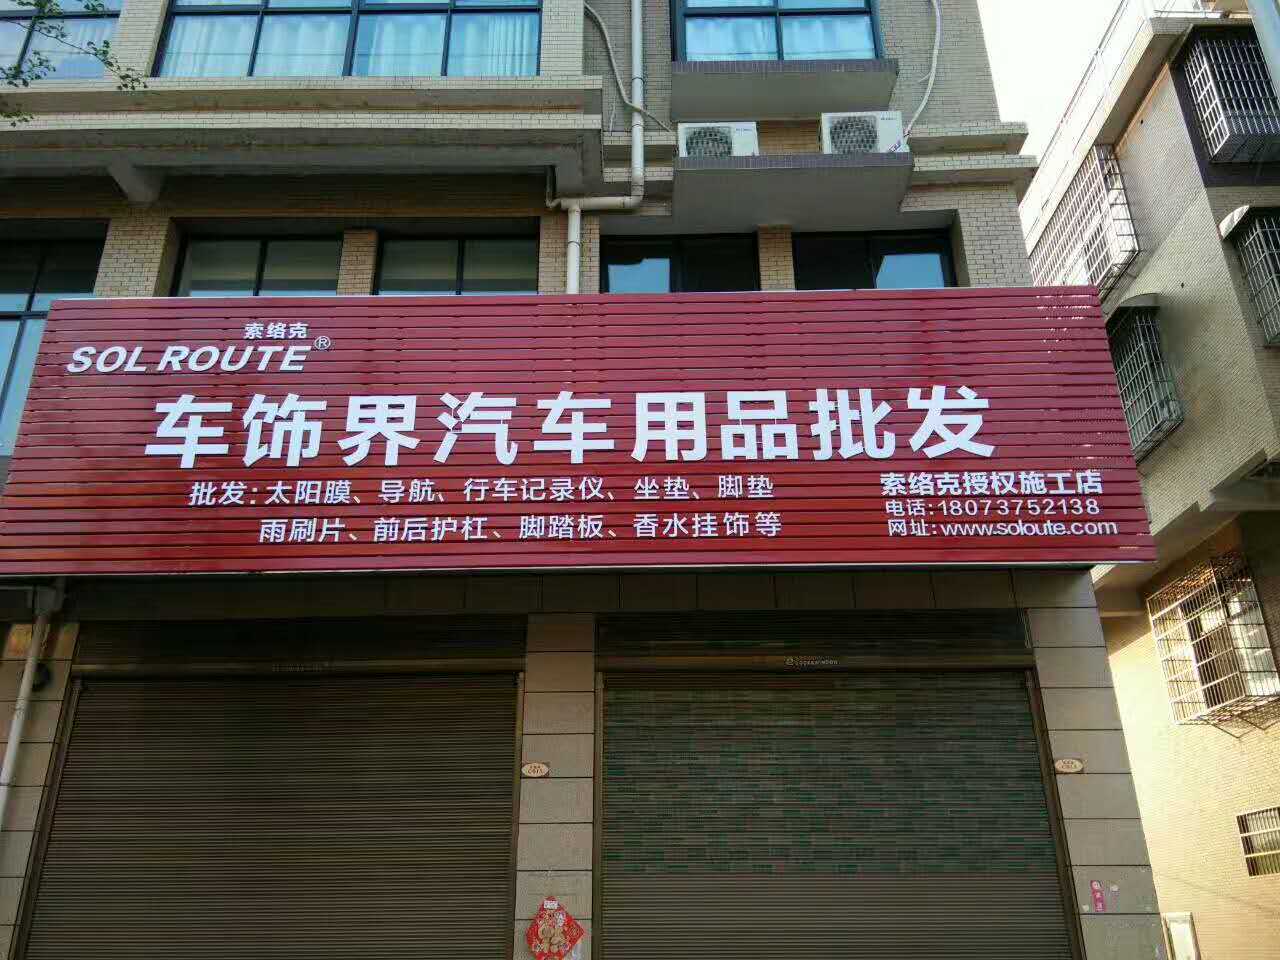 索络克
SOL ROUTE®
车饰界汽车用品批发
批发:太阳膜、导航、行车记录仪、坐垫、脚垫
雨刷片、前后护杠、脚踏板、香水挂饰等
索络克授权施工店
电话:18073752138
网址:www.soloute.com